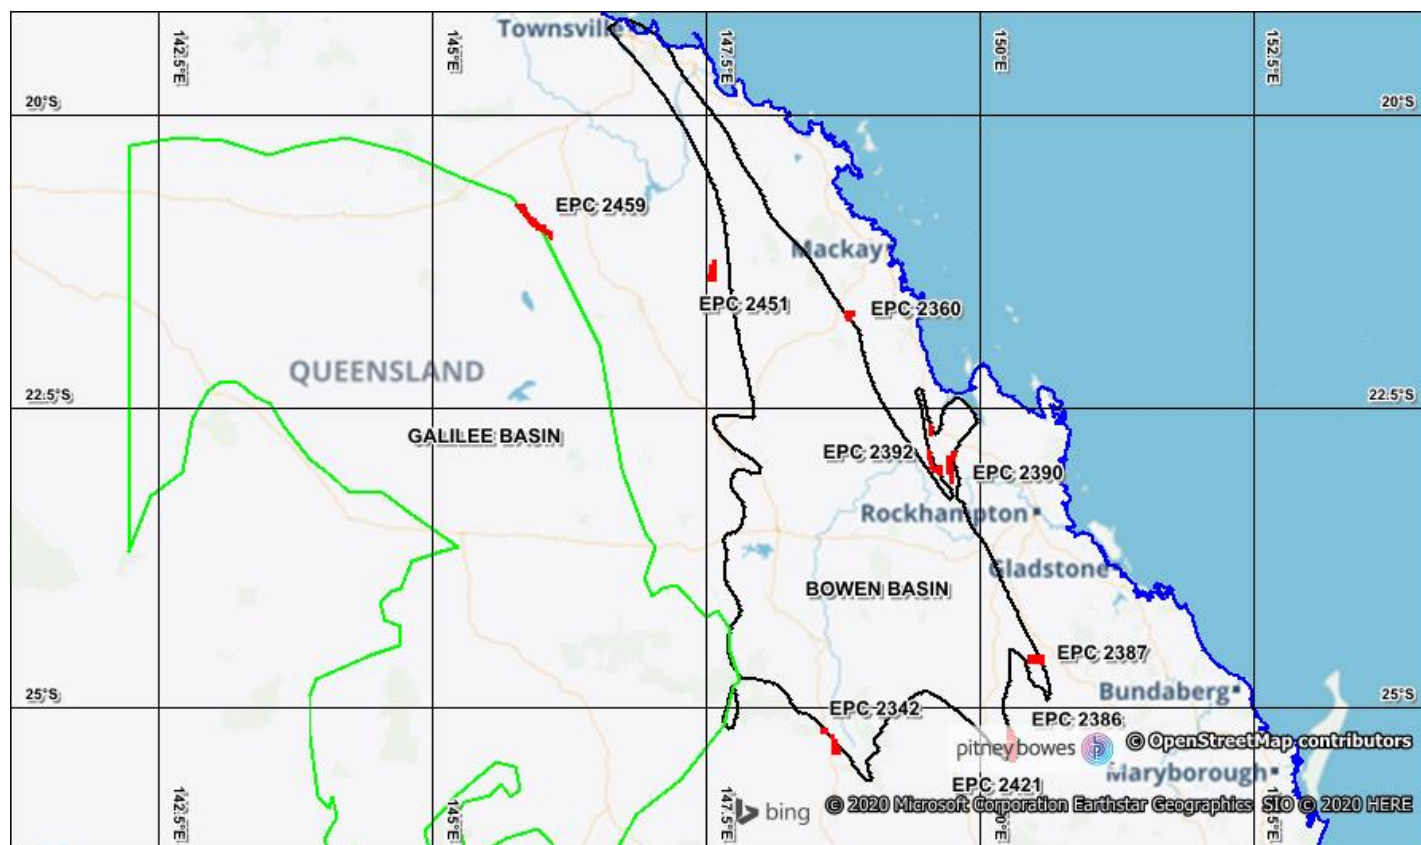 Townsville
142.5°E
145°E
147.5°E
150°E
152.5°E
20°S
20°S
EPC 2459
Mackay
EPC 2451
EPC 2360
QUEENSLAND
22.5°S
22.5°S
GALILEE BASIN
EPC 2392
EPC 2390
Rockhampton
Gladstone
BOWEN BASIN
EPC 2387
25°S
Bundaberg
25°S
EPC 2342
EPC 2386
pitney bowes
© OpenStreetMap contributors
Maryborough
EPC 2421
bing
© 2020 Microsoft Corporation Earthstar Geographics SIO © 2020 HERE
142.5°E
145°E
147.5°E